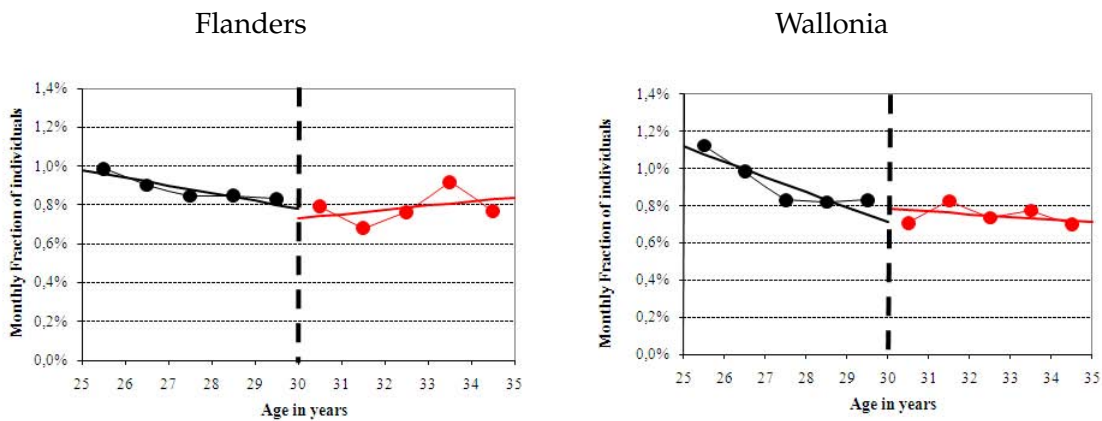 Flanders
Monthly Fraction of individuals
1,4%
1,2%
1,0%
0,8%
0,6%
0,4%
0,2%
0,0%
25 26 27 28 29 30 31 32 33 34 35
Age in years
Wallonia
Monthly Fraction of individuals
1,4%
1,2%
1,0%
0,8%
0,6%
0,4%
0,2%
0,0%
25 26 27 28 29 30 31 32 33 34 35
Age in years